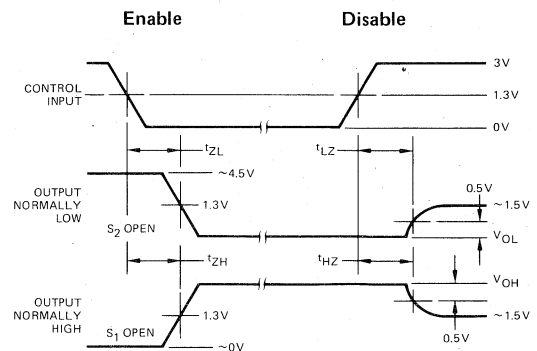 Enable Disable
3V
CONTROL
INPUT
1.3V
0V
tZL tLZ
~4.5V
0.5V
OUTPUT
NORMALLY
LOW
1.3V
~1.5V
S2 OPEN
VOL
tZH tHZ
VOH
OUTPUT
NORMALLY
HIGH
S1 OPEN
1.3V
~1.5V
0.5V
~0V